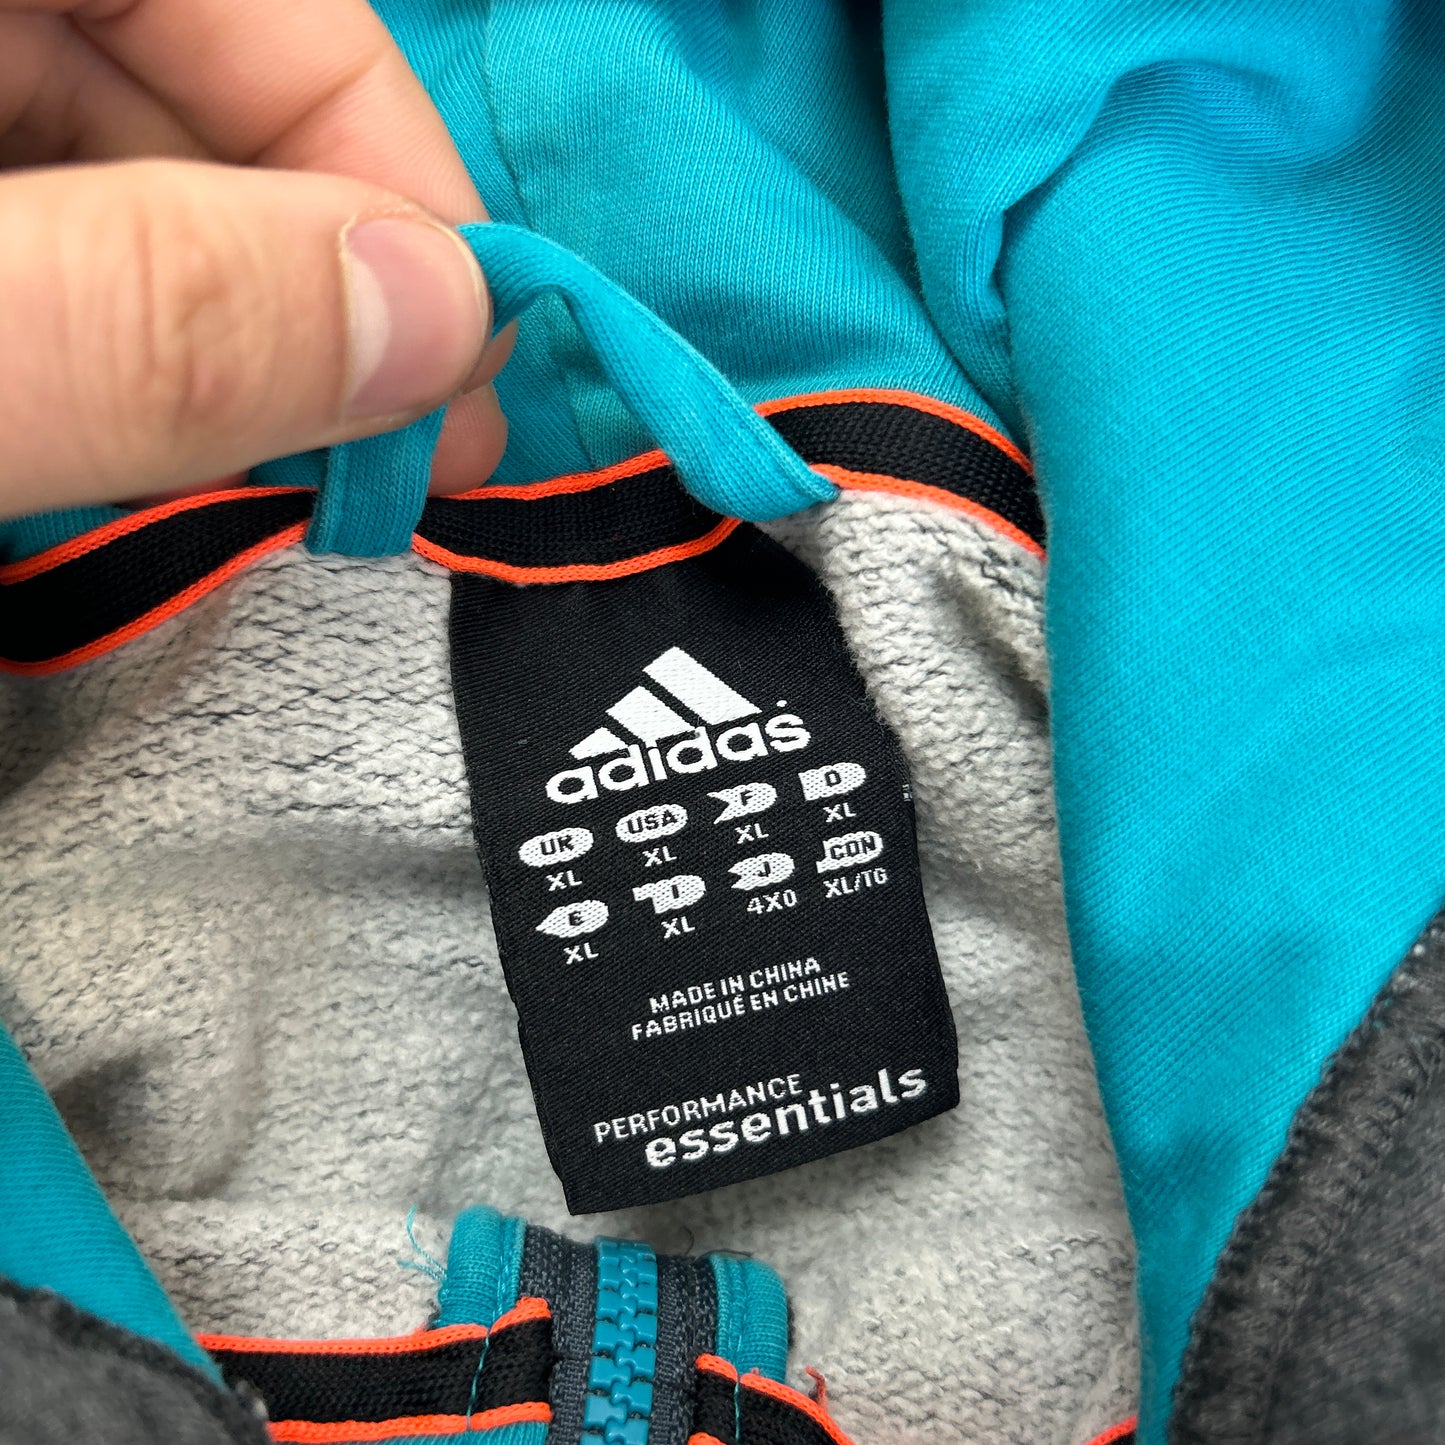 adidas
UK USA F D
XL XL XL XL
E I J CDN
XL XL 4XO XL/TG
MADE IN CHINA
FABRIQUÉ EN CHINE
PERFORMANCE
essentials